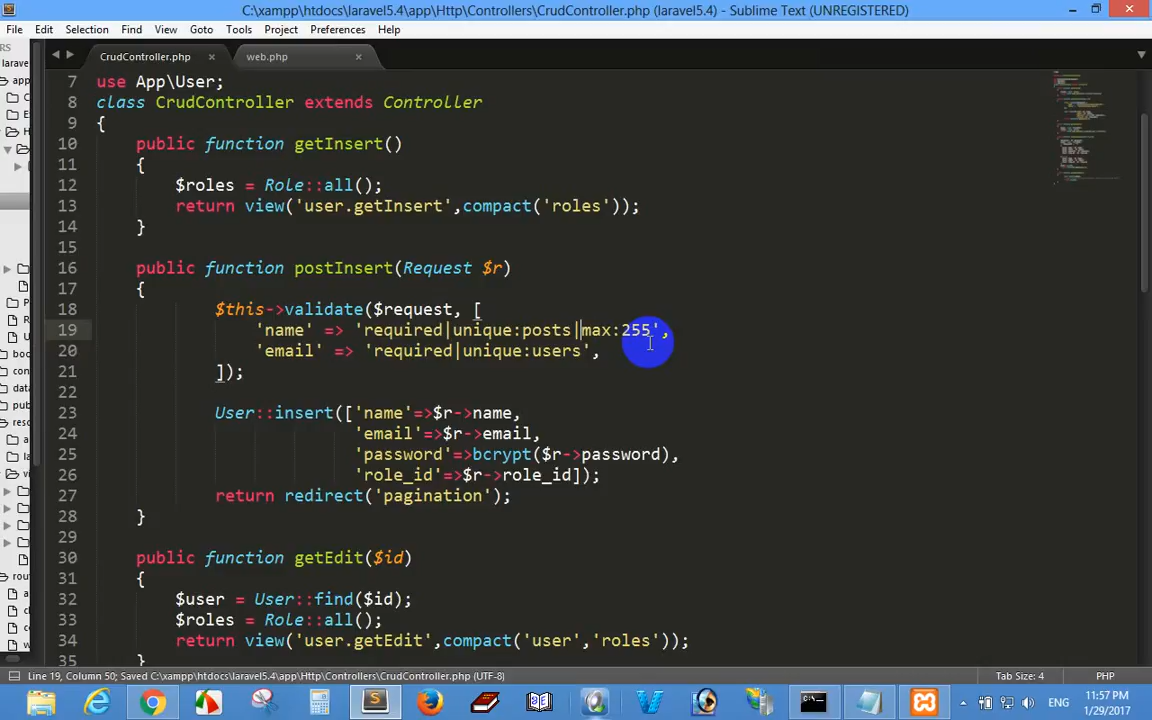 C:\xampp\htdocs\laravel5.4\app\Http\Controllers\CrudController.php (laravel5.4) - Sublime Text (UNREGISTERED)
File Edit Selection Find View Goto Tools Project Preferences Help
CrudController.php × web.php ×
7 use App\User;
8 class CrudController extends Controller
9 {
10 public function getInsert()
11 {
12 $roles = Role::all();
13 return view('user.getInsert',compact('roles'));
14 }
15
16 public function postInsert(Request $r)
17 {
18 $this->validate($request, [
19 'name' => 'required|unique:posts|max:255',
20 'email' => 'required|unique:users',
21 ]);
22
23 User::insert(['name'=>$r->name,
24 'email'=>$r->email,
25 'password'=>bcrypt($r->password),
26 'role_id'=>$r->role_id]);
27 return redirect('pagination');
28 }
29
30 public function getEdit($id)
31 {
32 $user = User::find($id);
33 $roles = Role::all();
34 return view('user.getEdit',compact('user','roles'));
35 }
Line 19, Column 50; Saved C:\xampp\htdocs\laravel5.4\app\Http\Controllers\CrudController.php (UTF-8) Tab Size: 4 PHP
ENG 11:57 PM
1/29/2017